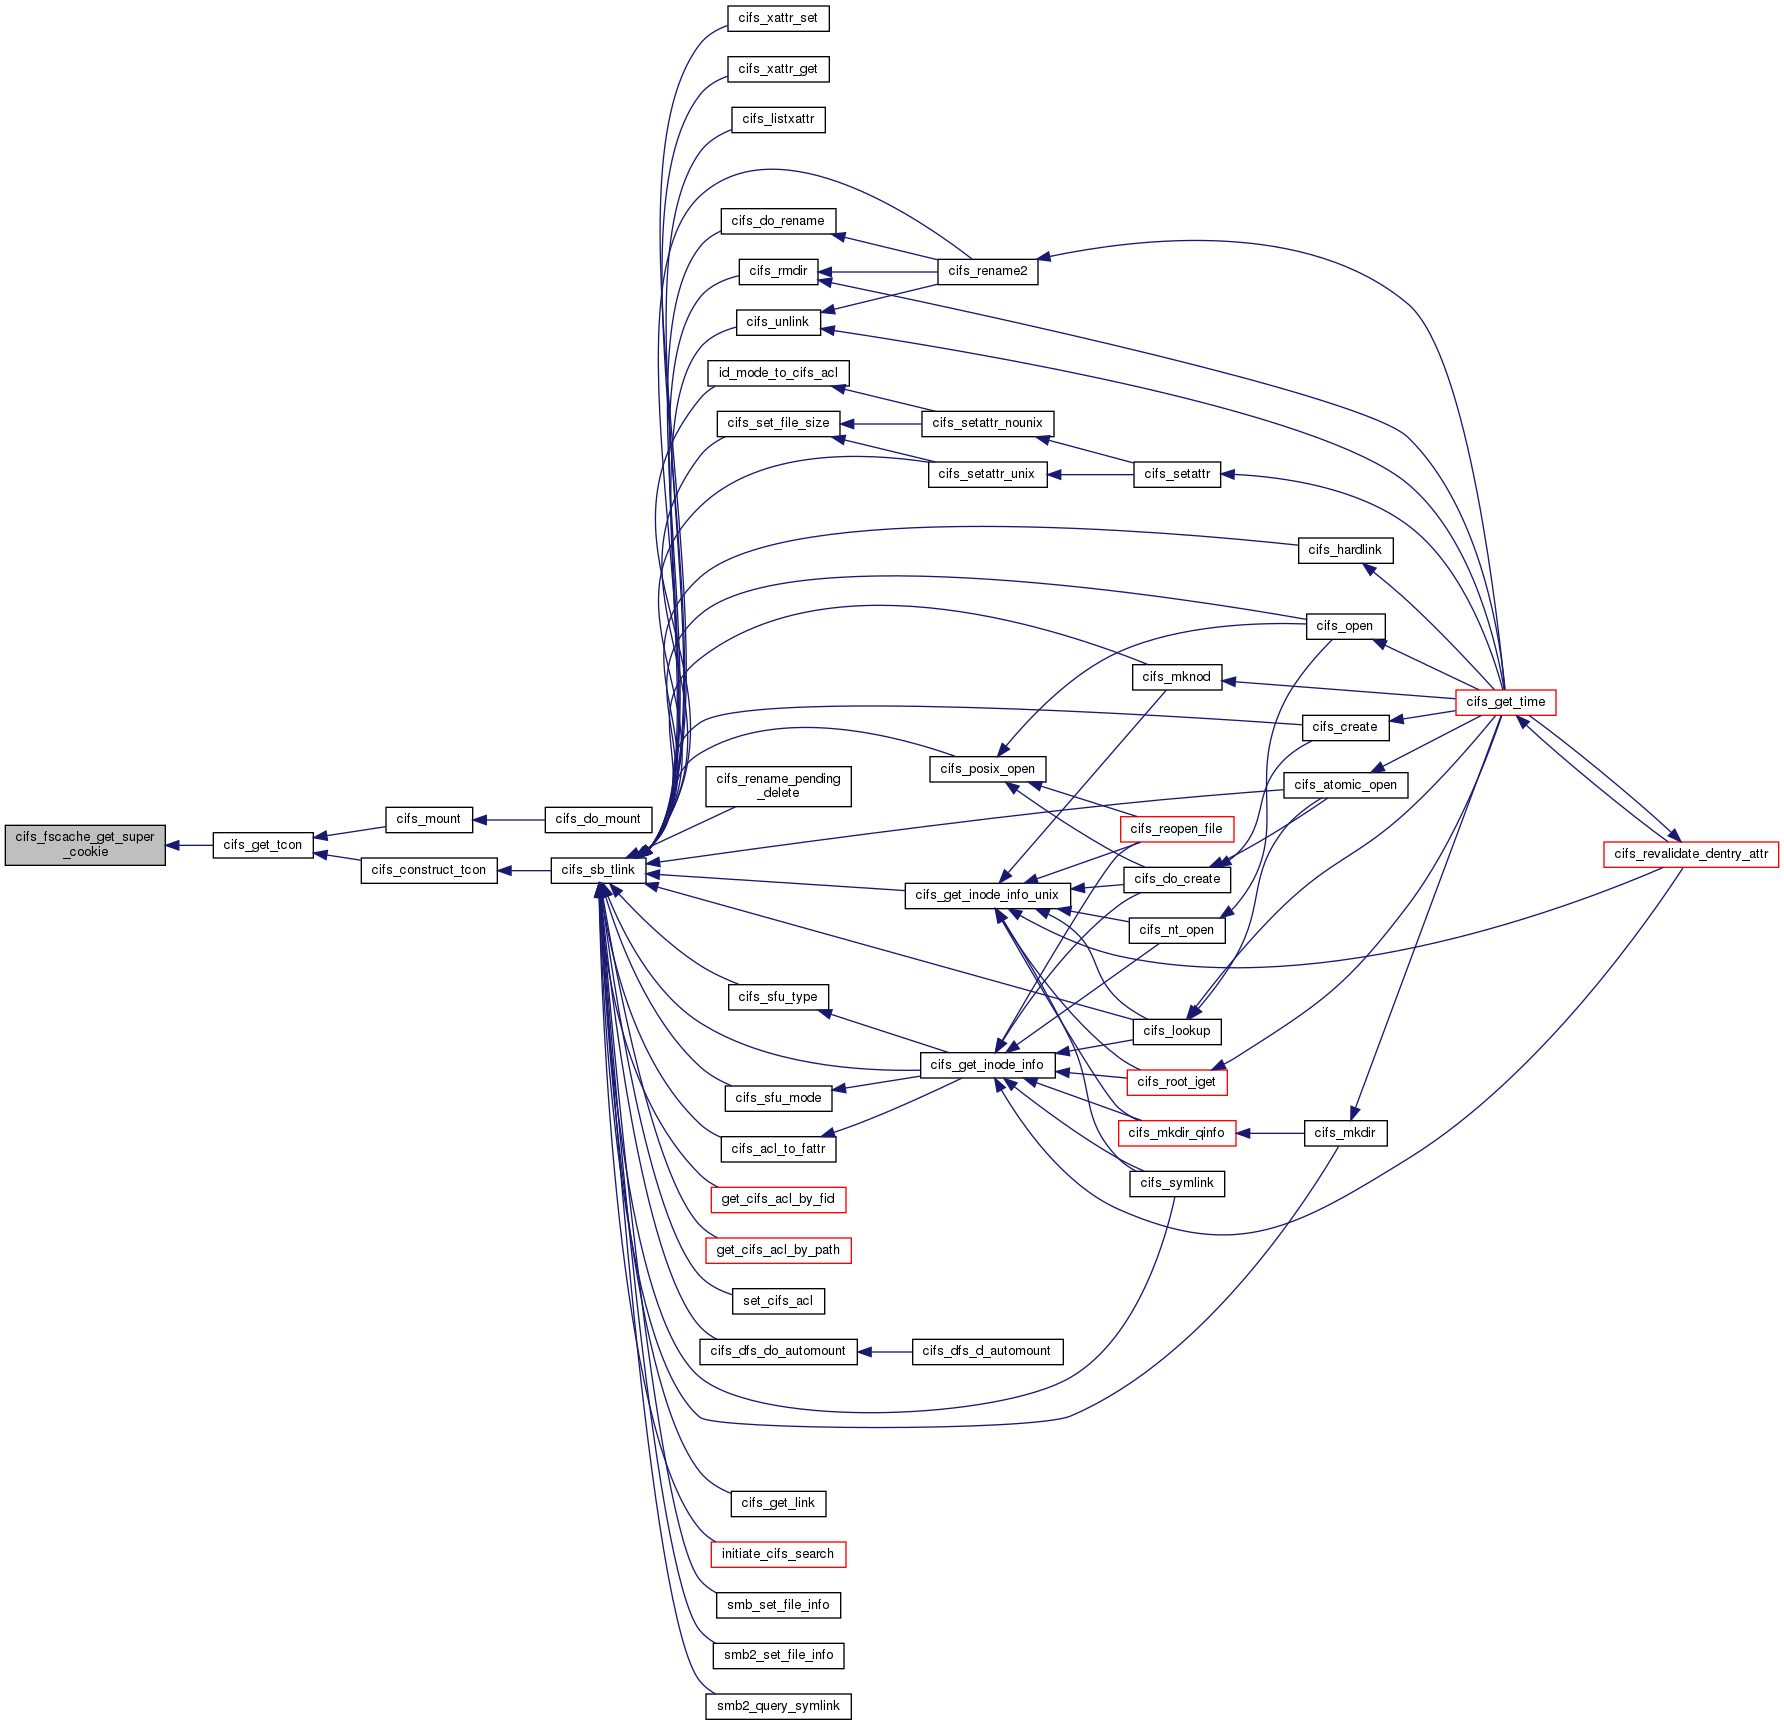 cifs_xattr_set
cifs_xattr_get
cifs_listxattr
cifs_do_rename
cifs_rmdir
cifs_rename2
cifs_unlink
id_mode_to_cifs_acl
cifs_set_file_size
cifs_setattr_nounix
cifs_setattr_unix
cifs_setattr
cifs_hardlink
cifs_open
cifs_mknod
cifs_get_time
cifs_create
cifs_posix_open
cifs_rename_pending
_delete
cifs_atomic_open
cifs_mount
cifs_do_mount
cifs_reopen_file
cifs_fscache_get_super
_cookie
cifs_get_tcon
cifs_revalidate_dentry_attr
cifs_construct_tcon
cifs_sb_tlink
cifs_do_create
cifs_get_inode_info_unix
cifs_nt_open
cifs_sfu_type
cifs_lookup
cifs_get_inode_info
cifs_root_iget
cifs_sfu_mode
cifs_mkdir_qinfo
cifs_mkdir
cifs_acl_to_fattr
cifs_symlink
get_cifs_acl_by_fid
get_cifs_acl_by_path
set_cifs_acl
cifs_dfs_do_automount
cifs_dfs_d_automount
cifs_get_link
initiate_cifs_search
smb_set_file_info
smb2_set_file_info
smb2_query_symlink